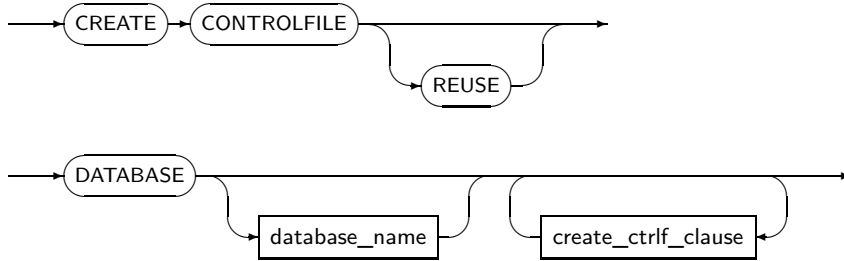 CREATE CONTROLFILE
REUSE
DATABASE
database_name create_ctrlf_clause